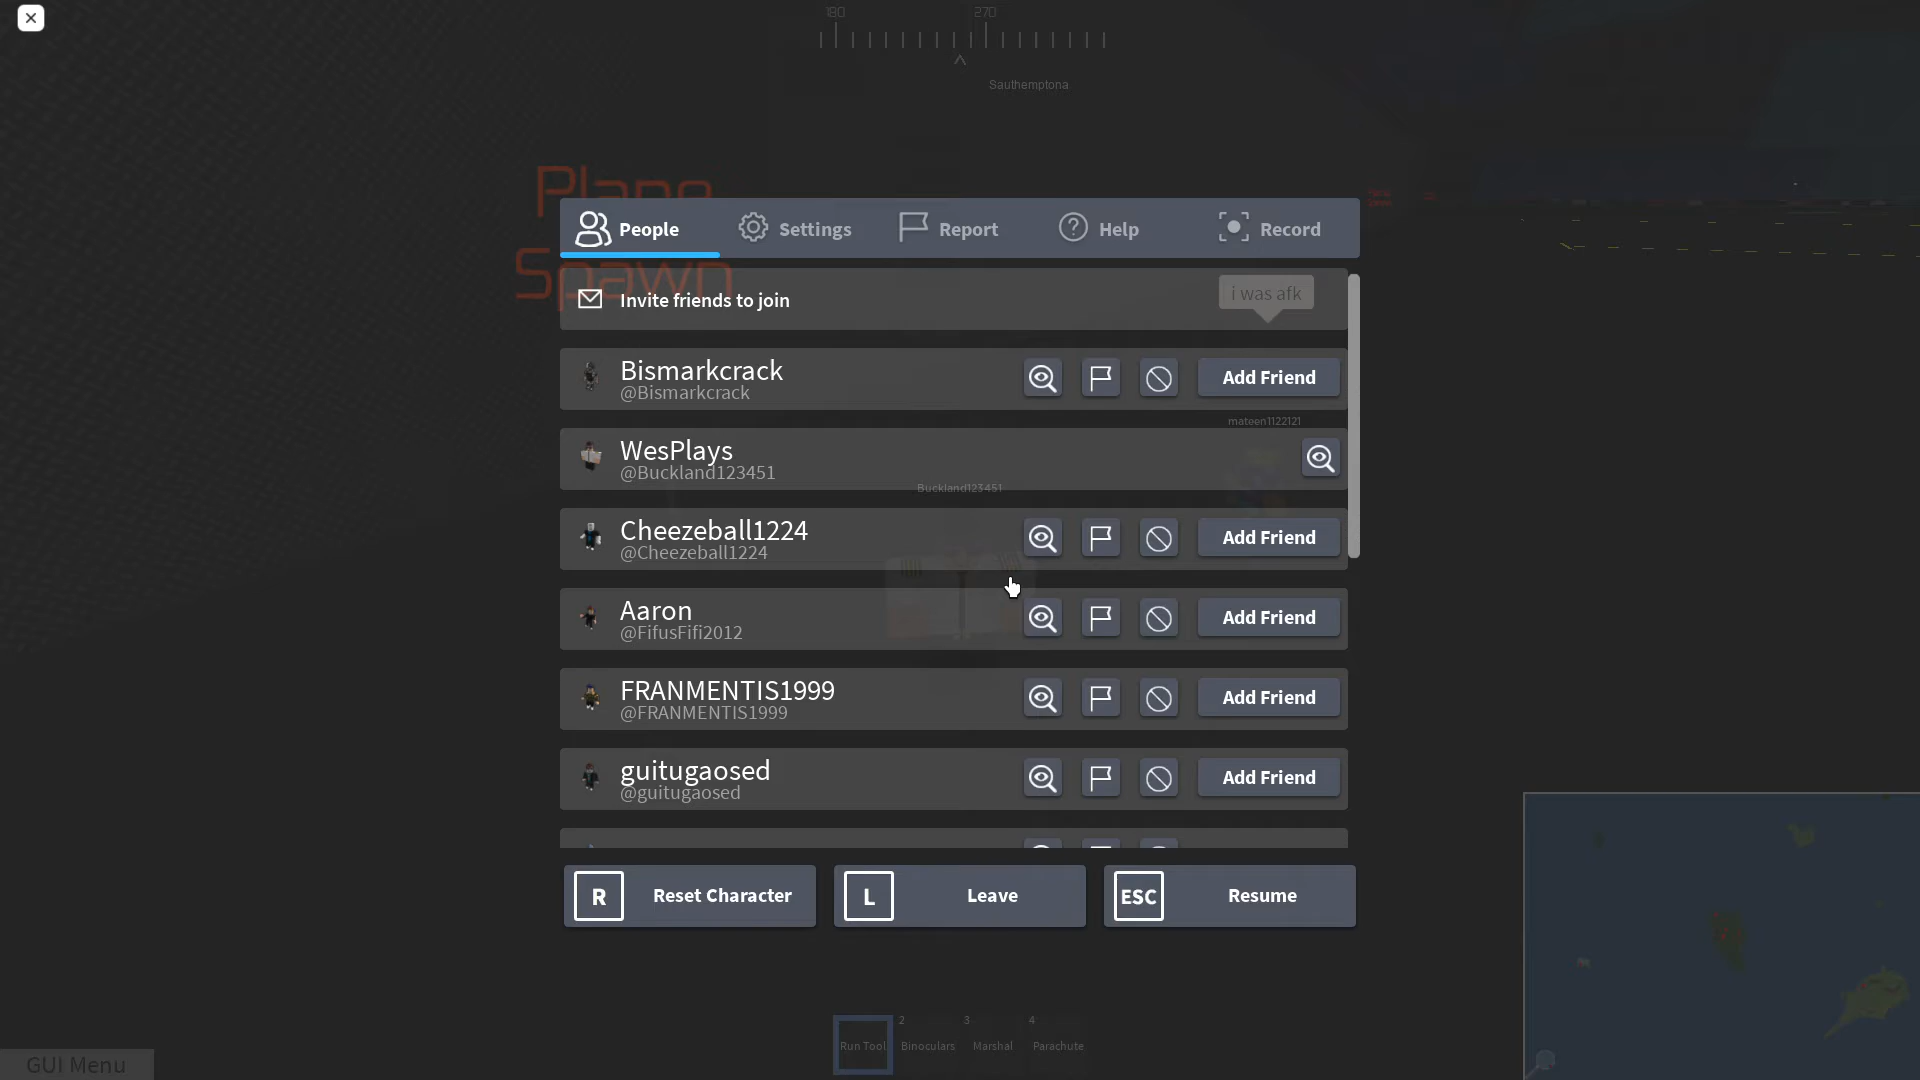 180 270
Sauthemptona
Plane
Spawn
People
Settings
Report
Help
Record
Invite friends to join
i was afk
Bismarkcrack
@Bismarkcrack
Add Friend
mateen1122121
WesPlays
@Buckland123451
Buckland123451
Cheezeball1224
@Cheezeball1224
Add Friend
Aaron
@FifusFifi2012
Add Friend
FRANMENTIS1999
@FRANMENTIS1999
Add Friend
guitugaosed
@guitugaosed
Add Friend
R Reset Character
L Leave
ESC Resume
2 3 4
Run Tool Binoculars Marshal Parachute
GUI Menu